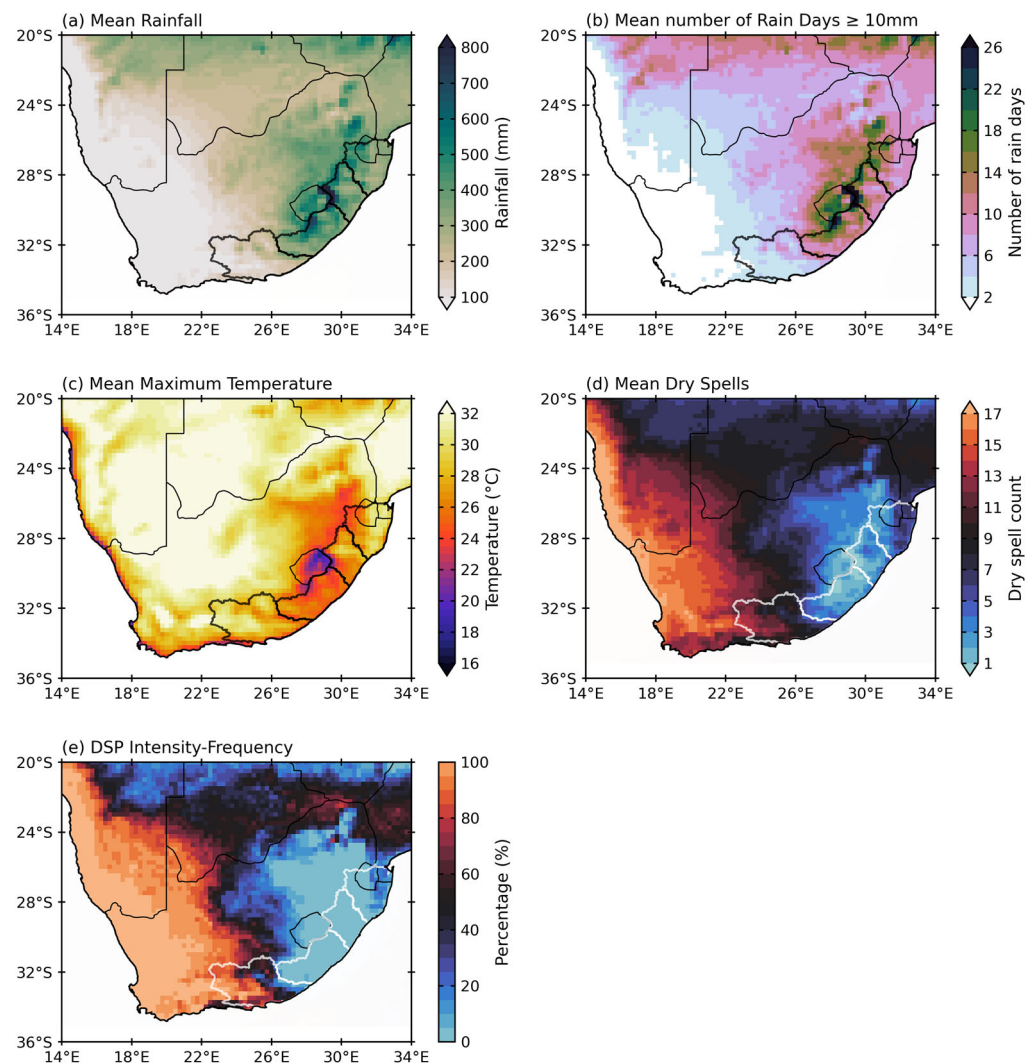 (a) Mean Rainfall
20°S
24°S
28°S
32°S
36°S
14°E 18°E 22°E 26°E 30°E 34°E
800
700
600
500
400
300
200
100
Rainfall (mm)
(b) Mean number of Rain Days ≥ 10mm
20°S
24°S
28°S
32°S
36°S
14°E 18°E 22°E 26°E 30°E 34°E
26
22
18
14
10
6
2
Number of rain days
(c) Mean Maximum Temperature
20°S
24°S
28°S
32°S
36°S
14°E 18°E 22°E 26°E 30°E 34°E
32
30
28
26
24
22
20
18
16
Temperature (°C)
(d) Mean Dry Spells
20°S
24°S
28°S
32°S
36°S
14°E 18°E 22°E 26°E 30°E 34°E
17
15
13
11
9
7
5
3
1
Dry spell count
(e) DSP Intensity-Frequency
20°S
24°S
28°S
32°S
36°S
14°E 18°E 22°E 26°E 30°E 34°E
100
80
60
40
20
0
Percentage (%)